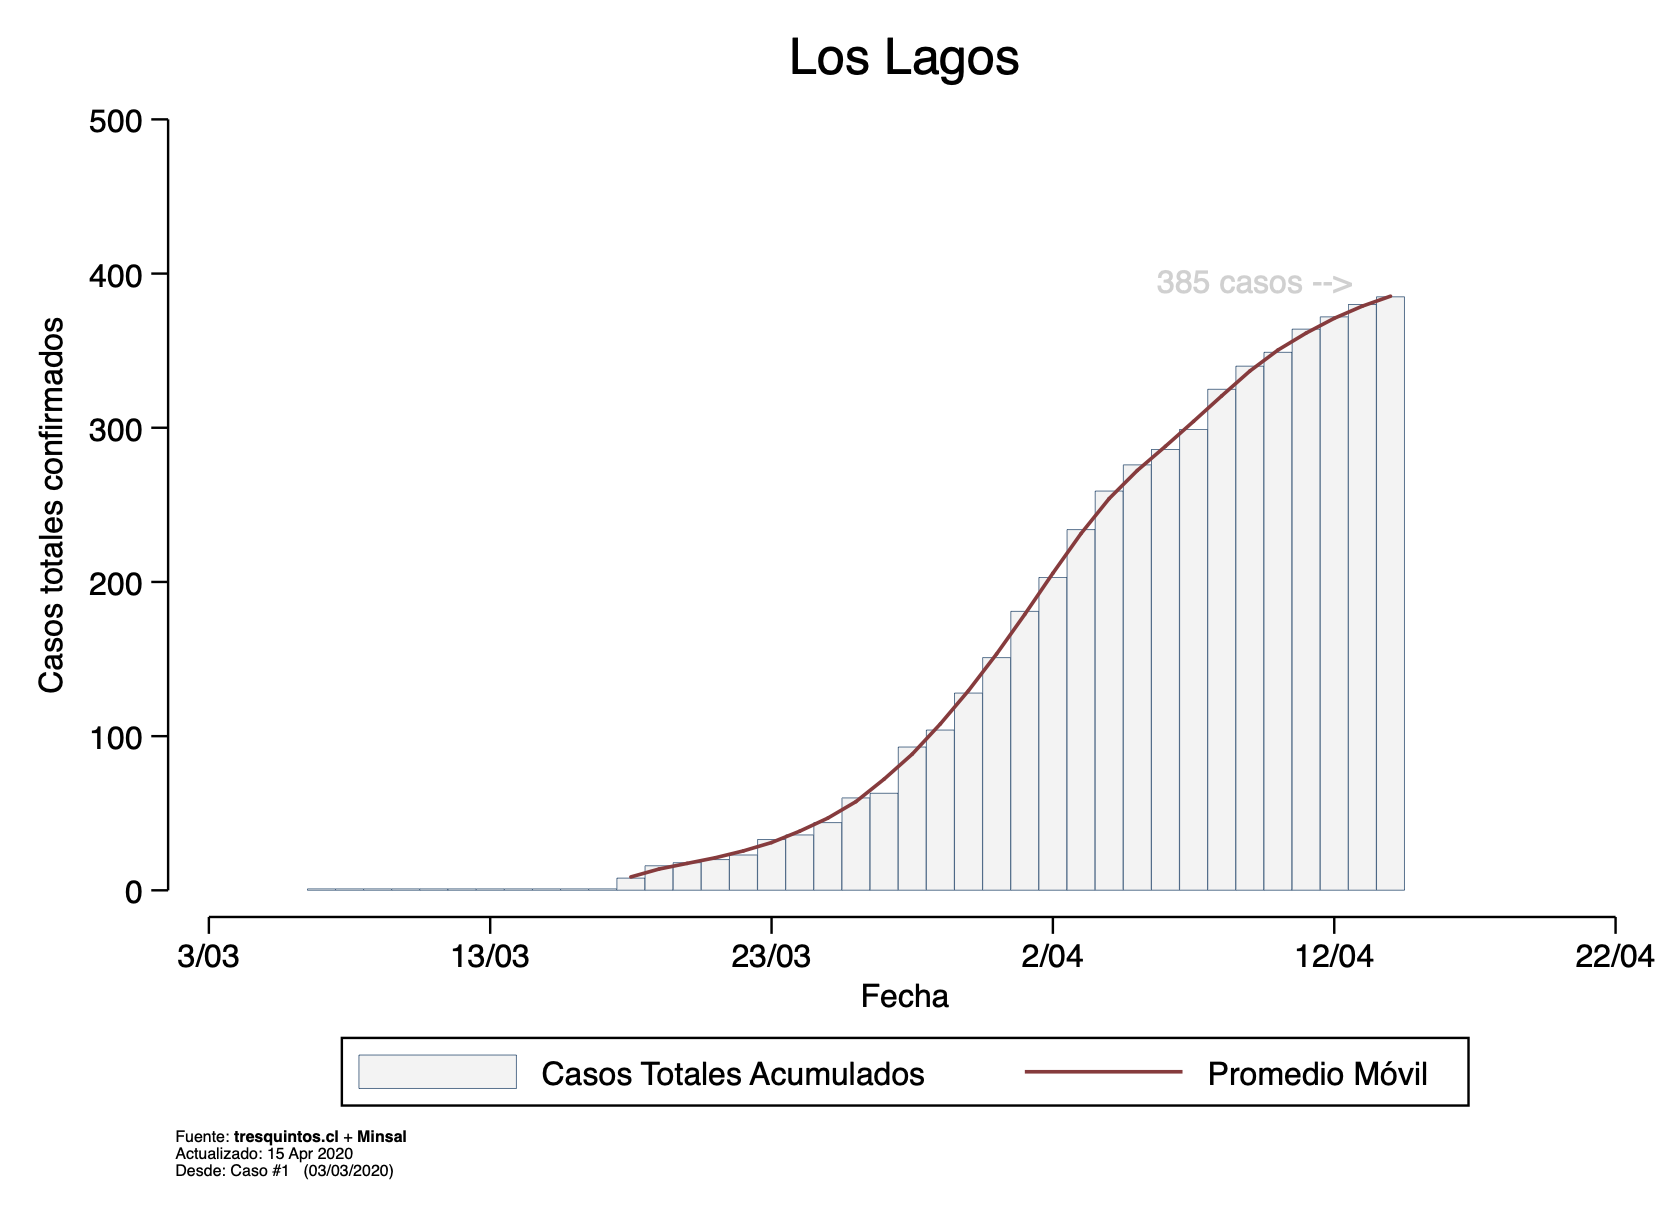 Los Lagos
500
400
300
200
100
0
Casos totales confirmados
385 casos -->
3/03 13/03 23/03 2/04 12/04 22/04
Fecha
Casos Totales Acumulados Promedio Móvil
Fuente: tresquintos.cl + Minsal
Actualizado: 15 Apr 2020
Desde: Caso #1 (03/03/2020)